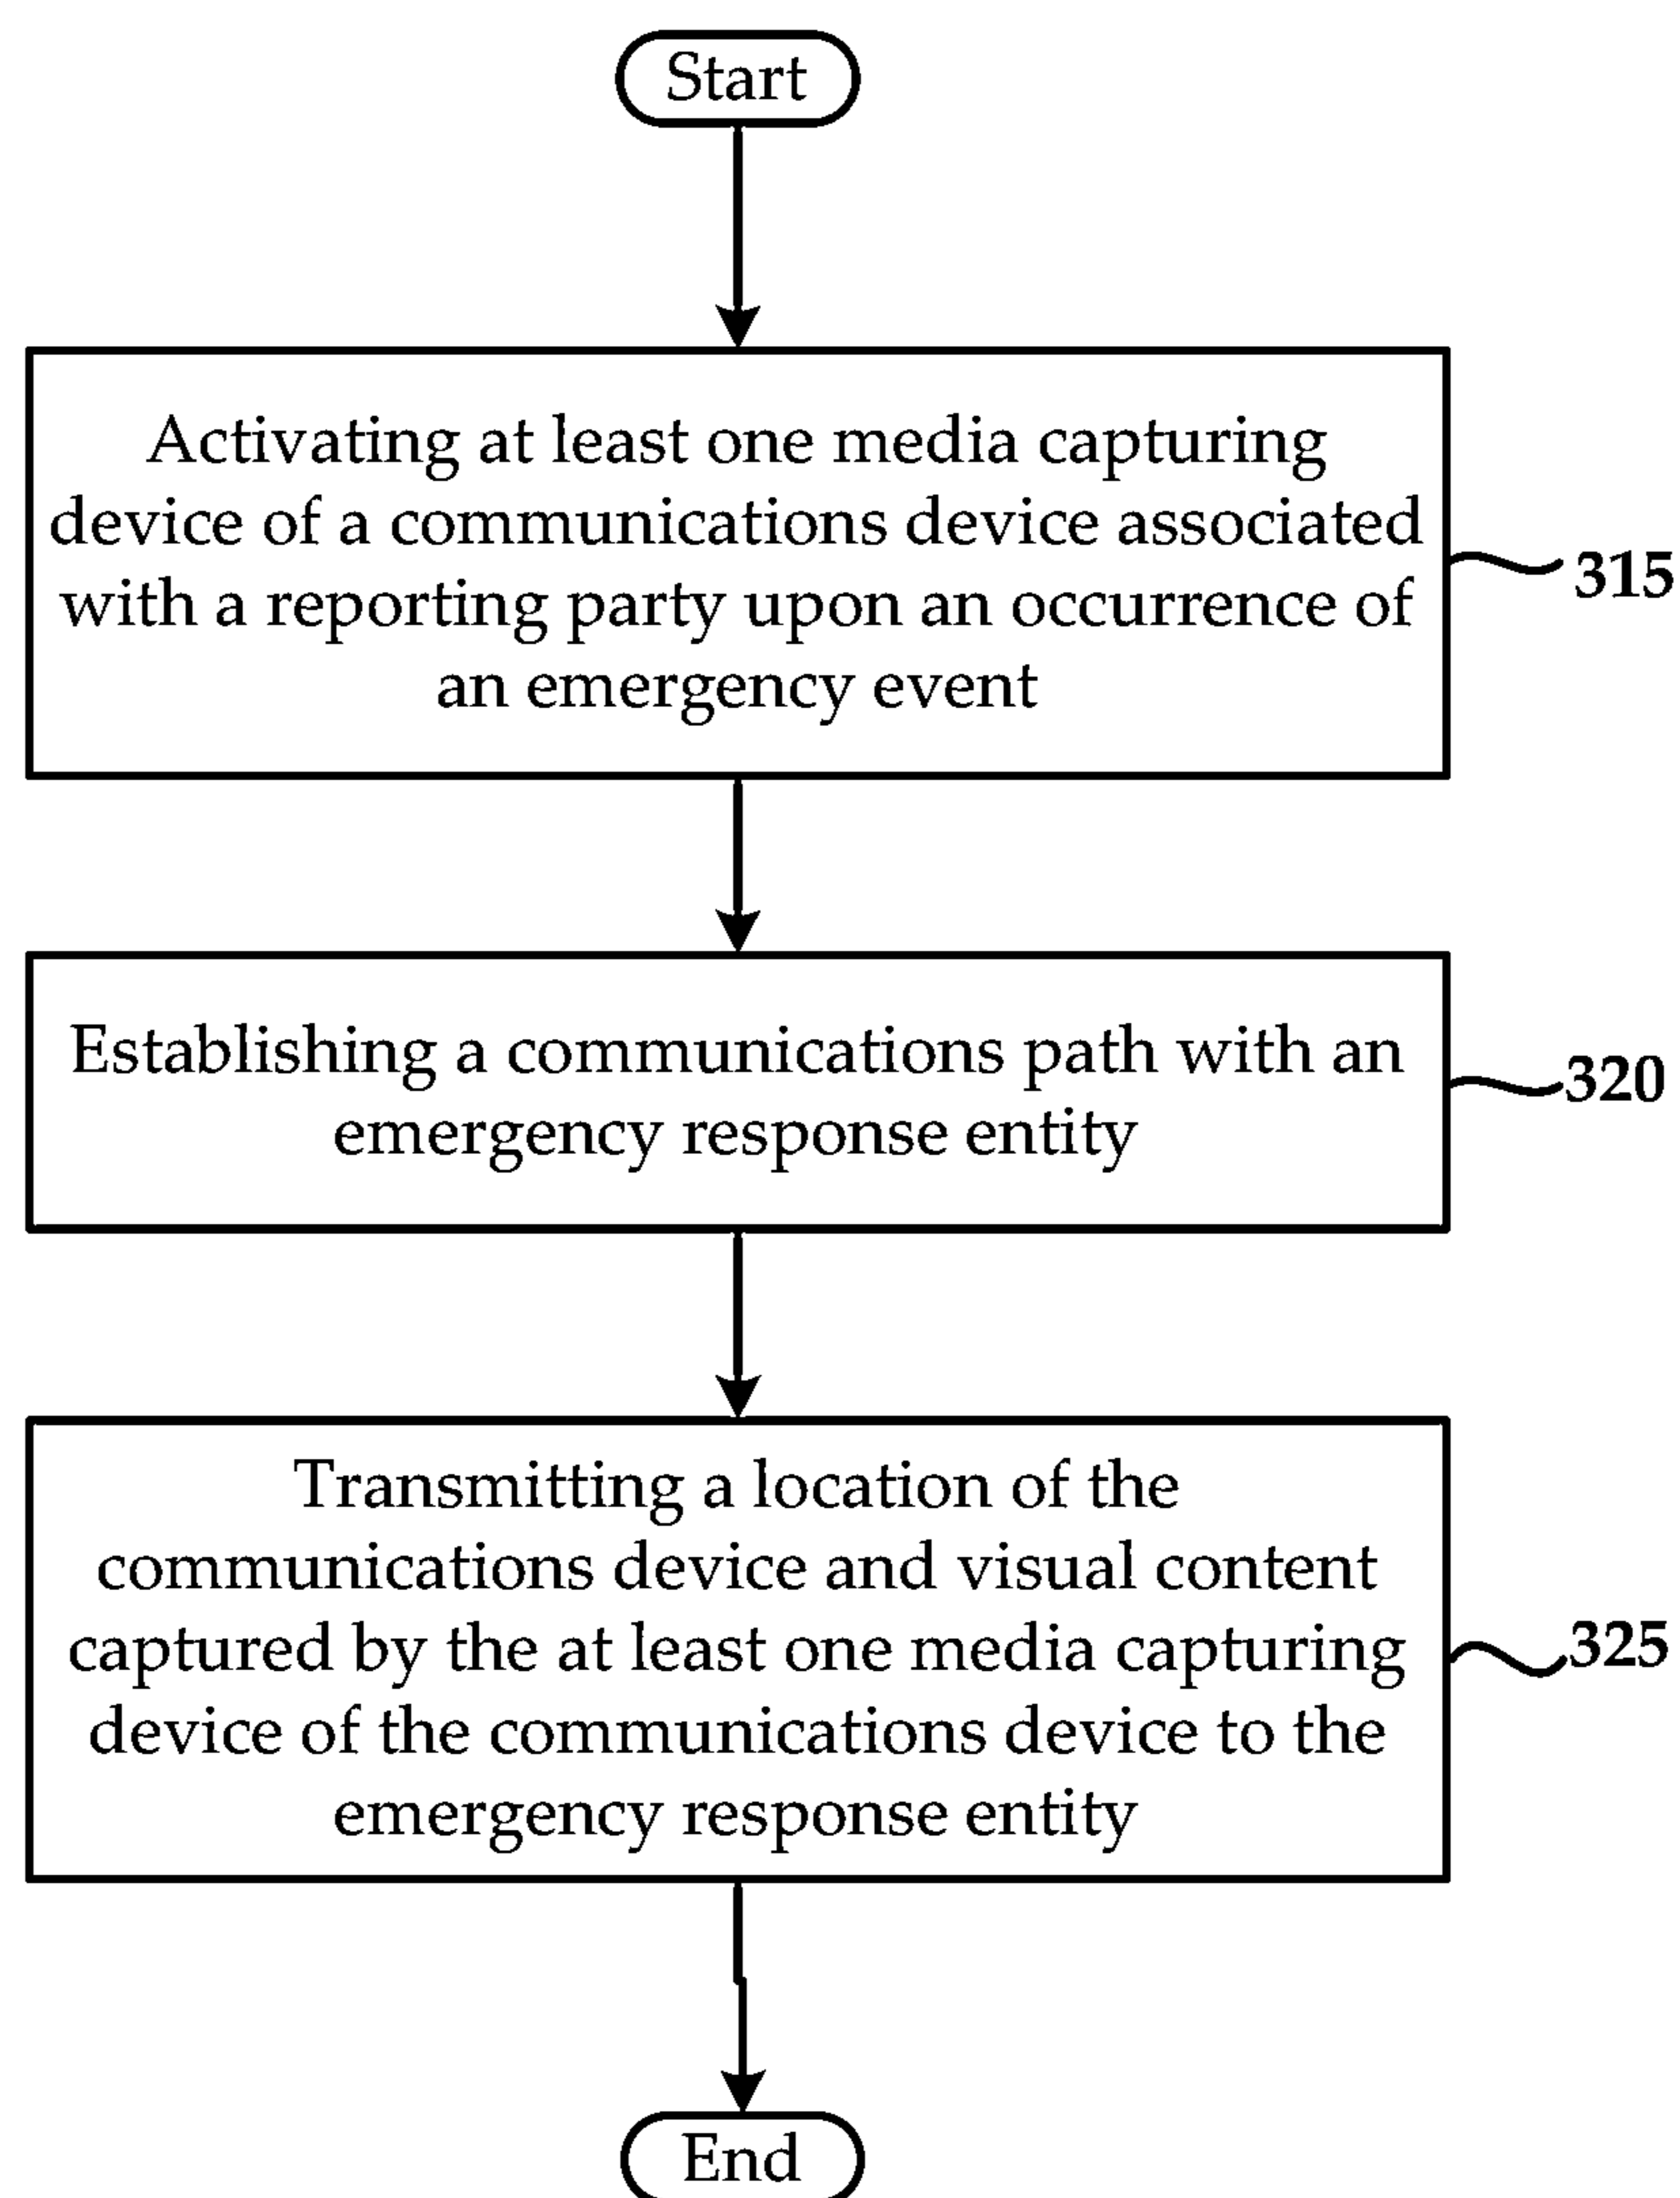 Start
Activating at least one media capturing
device of a communications device associated
with a reporting party upon an occurrence of
an emergency event
315
Establishing a communications path with an
emergency response entity
320
Transmitting a location of the
communications device and visual content
captured by the at least one media capturing
device of the communications device to the
emergency response entity
325
End